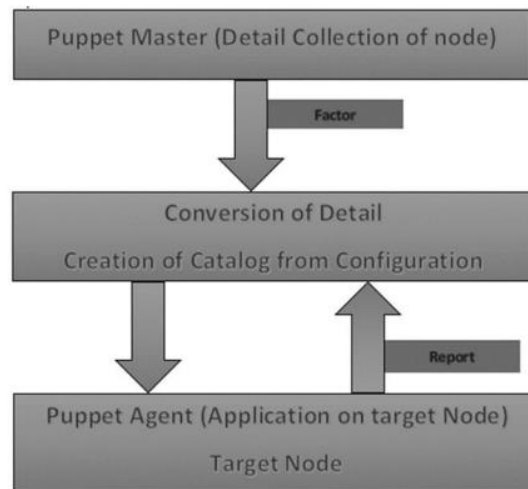 Puppet Master (Detail Collection of node)
Factor
Conversion of Detail
Creation of Catalog from Configuration
Report
Puppet Agent (Application on target Node)
Target Node